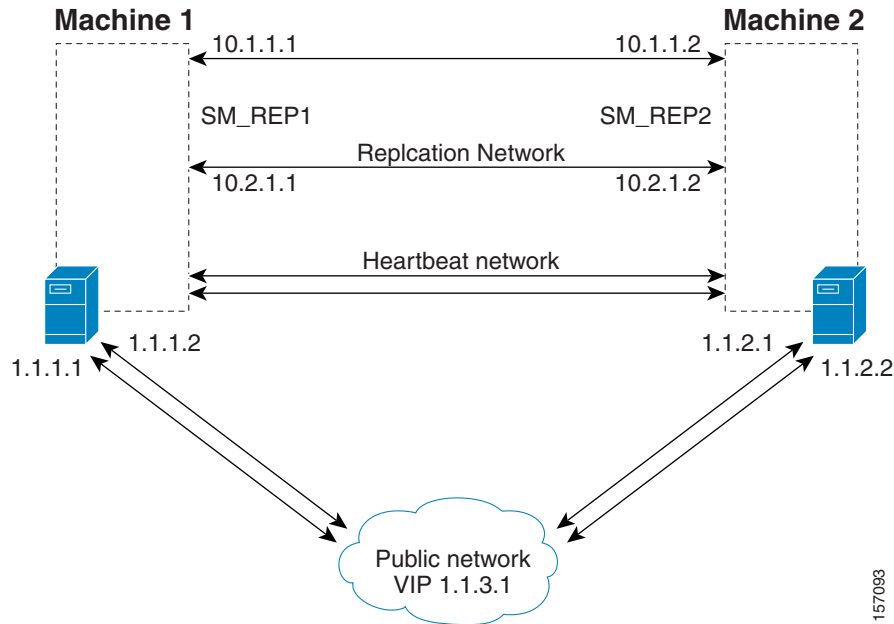 Machine 1
Machine 2
10.1.1.1
10.1.1.2
SM_REP1
SM_REP2
Replcation Network
10.2.1.1
10.2.1.2
Heartbeat network
1.1.1.2
1.1.2.1
1.1.1.1
1.1.2.2
Public network
VIP 1.1.3.1
157093